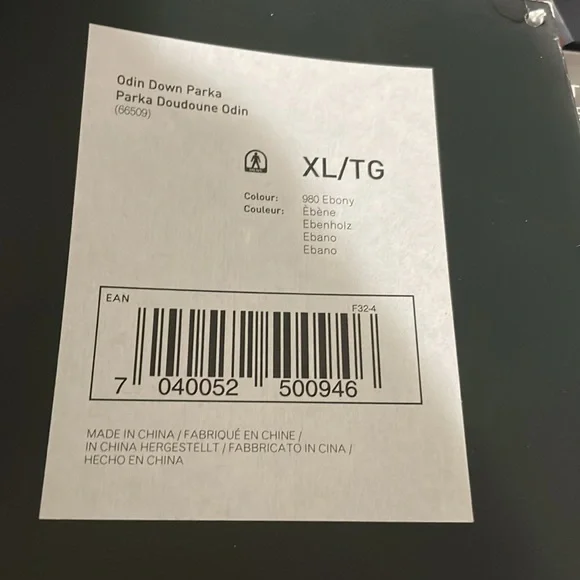 Odin Down Parka
Parka Doudoune Odin
(66509)
XL/TG
Colour: 980 Ebony
Couleur: Ébène
Ebenholz
Ebano
Ebano
EAN
F32-4
7 040052 500946
MADE IN CHINA / FABRIQUÉ EN CHINE /
IN CHINA HERGESTELLT / FABBRICATO IN CINA /
HECHO EN CHINA